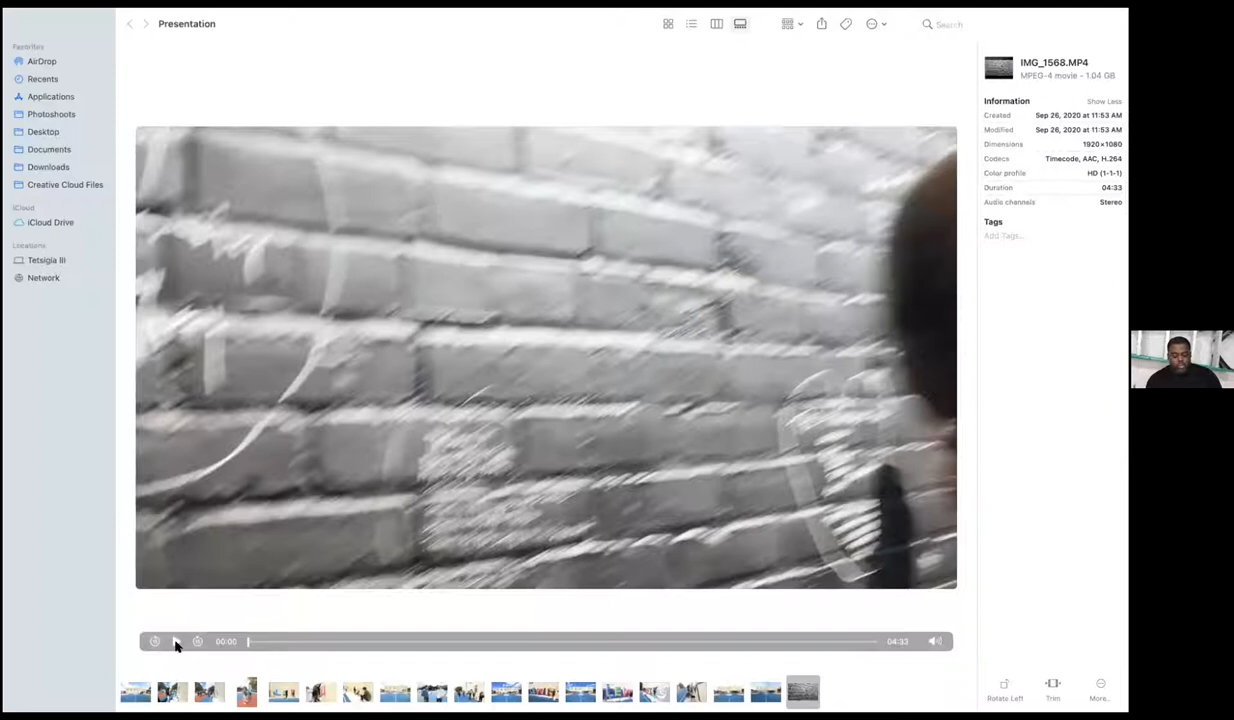 Presentation
Search
Favorites
AirDrop
Recents
Applications
Photoshoots
Desktop
Documents
Downloads
Creative Cloud Files
iCloud
iCloud Drive
Locations
Tetsigia III
Network
00:00
04:33
IMG_1568.MP4
MPEG-4 movie - 1.04 GB
Information Show Less
Created Sep 26, 2020 at 11:53 AM
Modified Sep 26, 2020 at 11:53 AM
Dimensions 1920×1080
Codecs Timecode, AAC, H.264
Color profile HD (1-1-1)
Duration 04:33
Audio channels Stereo
Tags
Add Tags...
Rotate Left Trim More...